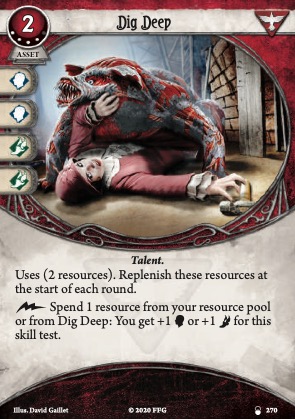 2
Dig Deep
ASSET
Talent.
Uses (2 resources). Replenish these resources at
the start of each round.
Spend 1 resource from your resource pool
or from Dig Deep: You get +1 or +1 for this
skill test.
Illus. David Gaillet © 2020 FFG 270